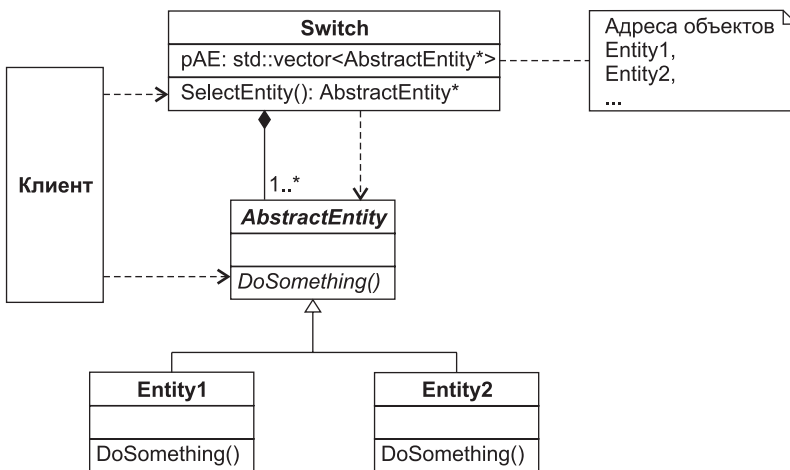 Switch
pAE: std::vector<AbstractEntity*>
SelectEntity(): AbstractEntity*
Адреса объектов
Entity1,
Entity2,
...
Клиент
1..*
AbstractEntity
DoSomething()
Entity1
DoSomething()
Entity2
DoSomething()